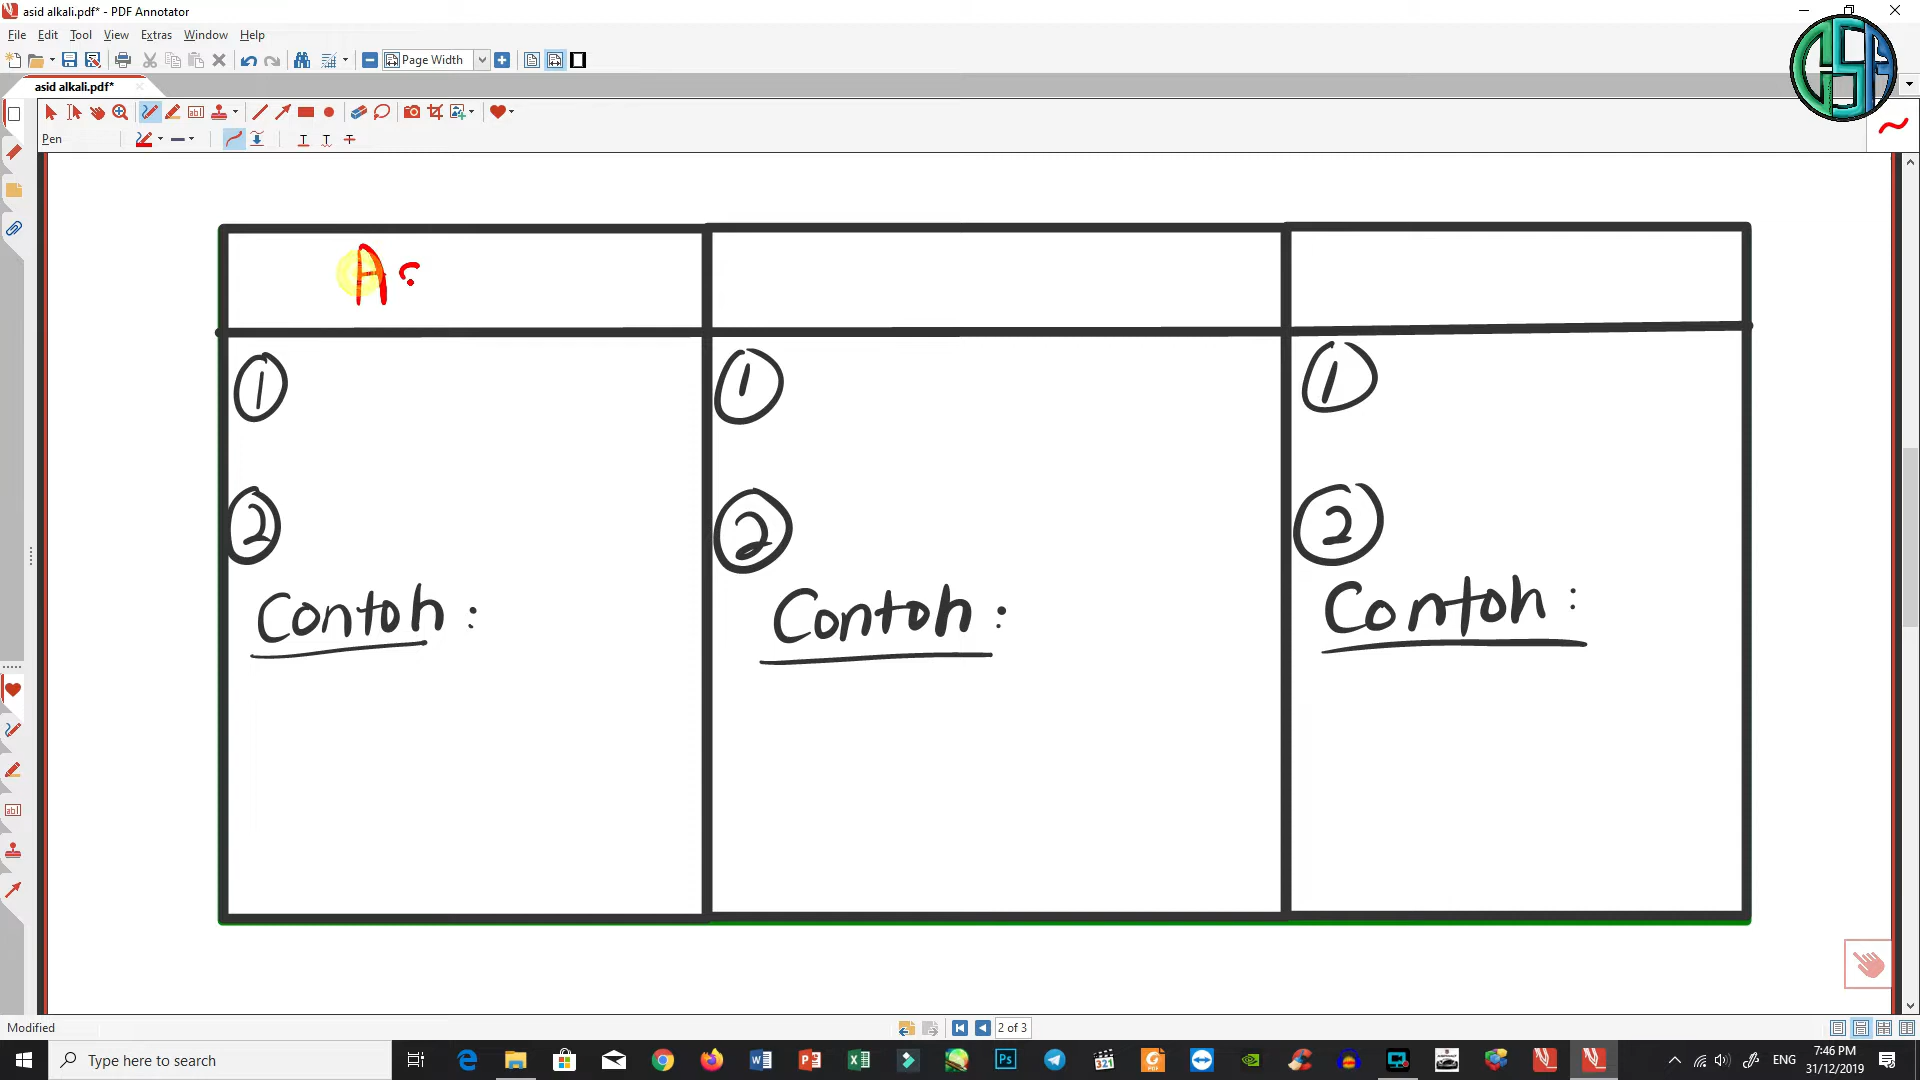 asid alkali.pdf* - PDF Annotator
File Edit Tool View Extras Window Help
Page Width
asid alkali.pdf*
Pen
A
1 1 1
2 2 2
Contoh : Contoh : Contoh :
Modified
2 of 3
Type here to search
ENG
7:46 PM
31/12/2019